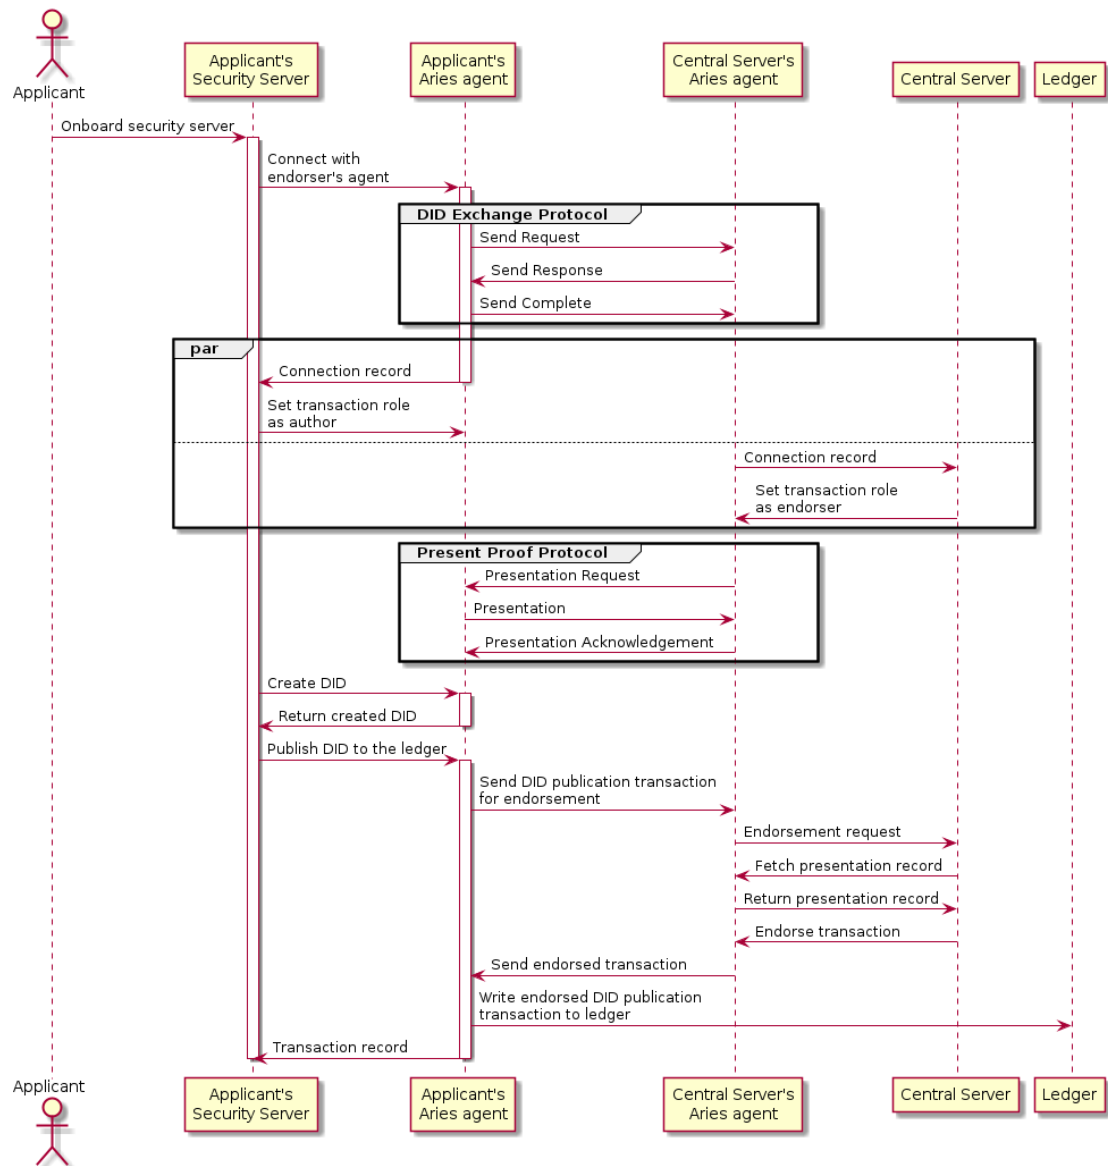 Applicant
Applicant's
Security Server
Applicant's
Aries agent
Central Server's
Aries agent
Central Server
Ledger
Onboard security server
Connect with
endorser's agent
DID Exchange Protocol
Send Request
Send Response
Send Complete
par
Connection record
Set transaction role
as author
Connection record
Set transaction role
as endorser
Present Proof Protocol
Presentation Request
Presentation
Presentation Acknowledgement
Create DID
Return created DID
Publish DID to the ledger
Send DID publication transaction
for endorsement
Endorsement request
Fetch presentation record
Return presentation record
Endorse transaction
Send endorsed transaction
Write endorsed DID publication
transaction to ledger
Transaction record
Applicant
Applicant's
Security Server
Applicant's
Aries agent
Central Server's
Aries agent
Central Server
Ledger